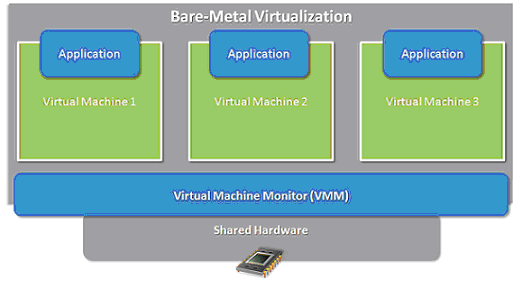 Bare-Metal Virtualization
Application
Application
Application
Virtual Machine 1
Virtual Machine 2
Virtual Machine 3
Virtual Machine Monitor (VMM)
Shared Hardware